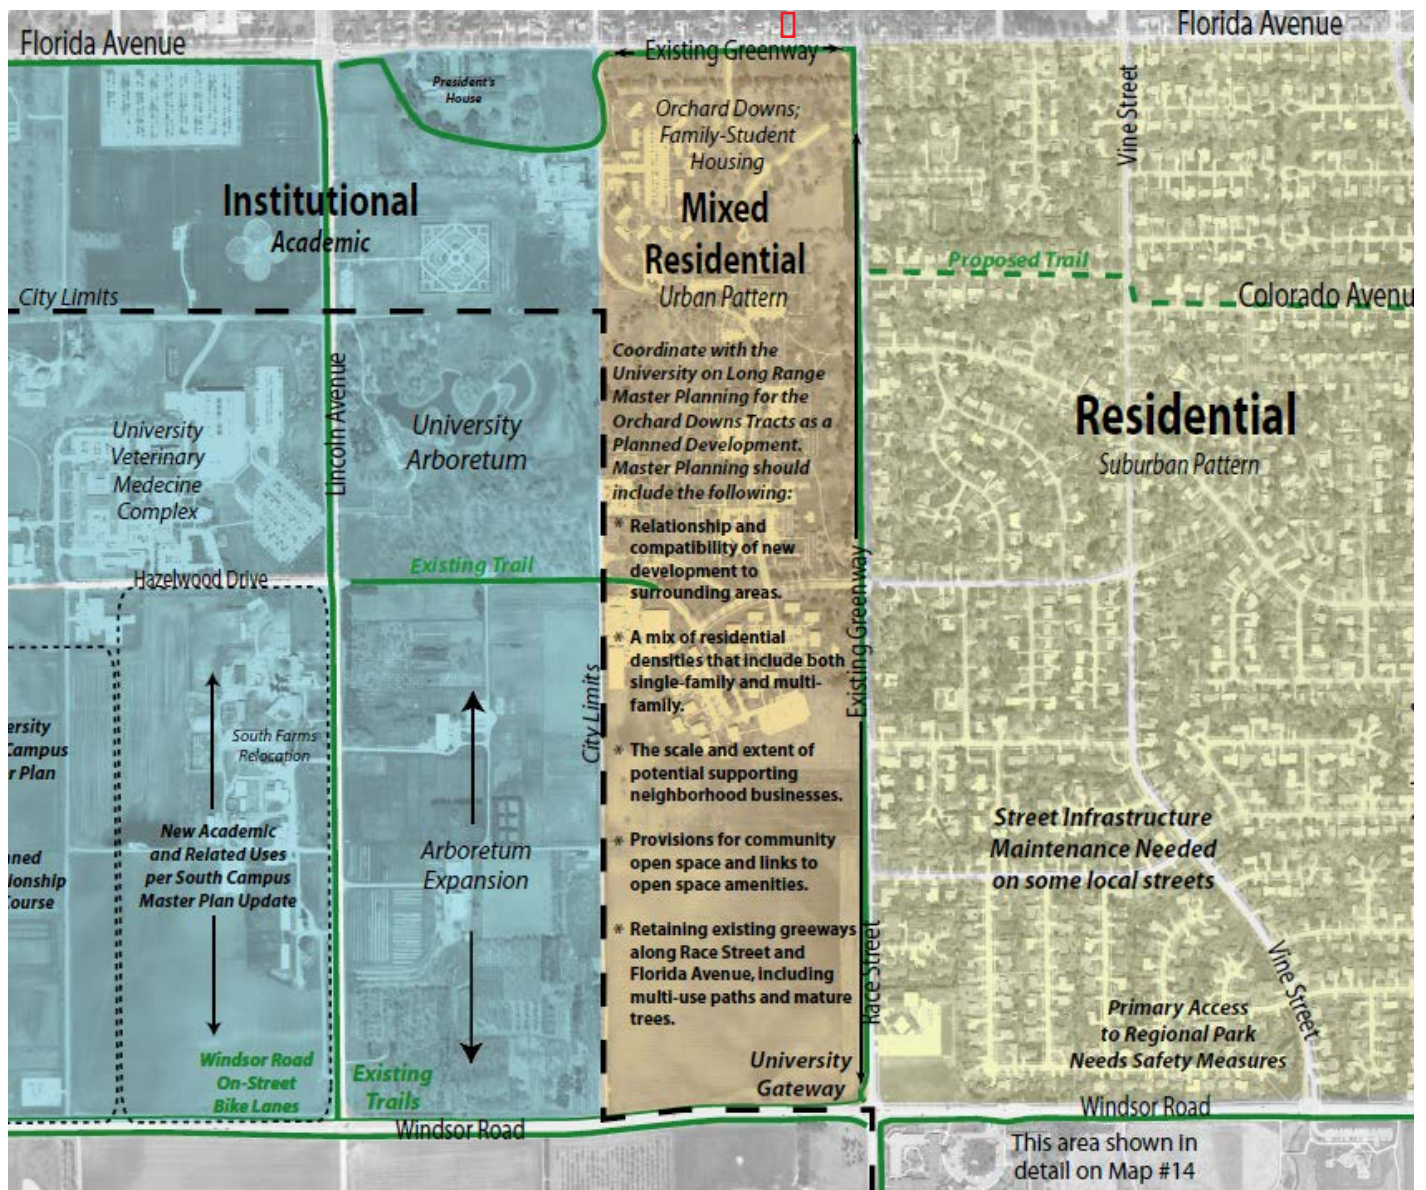 Florida Avenue
Florida Avenue
Existing Greenway
President's
House
Orchard Downs;
Family-Student
Housing
Vine Street
Institutional
Academic
Mixed
Residential
Urban Pattern
Proposed Trail
City Limits
Colorado Avenu
Coordinate with the
University on Long Range
Master Planning for the
Orchard Downs Tracts as a
Planned Development.
Master Planning should
include the following:
Lincoln Avenue
University
Veterinary
Medecine
Complex
University
Arboretum
Residential
Suburban Pattern
* Relationship and
compatibility of new
development to
surrounding areas.
Existing Trail
Hazelwood Drive
Existing Greenway
* A mix of residential
densities that include both
single-family and multi-
family.
City Limits
ersity
Campus
r Plan
South Farms
Relocation
* The scale and extent of
potential supporting
neighborhood businesses.
New Academic
and Related Uses
per South Campus
Master Plan Update
nned
ionship
Course
Arboretum
Expansion
* Provisions for community
open space and links to
open space amenities.
Street Infrastructure
Maintenance Needed
on some local streets
* Retaining existing greeways
along Race Street and
Florida Avenue, including
multi-use paths and mature
trees.
Race Street
Vine Street
Primary Access
to Regional Park
Needs Safety Measures
Windsor Road
On-Street
Bike Lanes
Existing
Trails
University
Gateway
Windsor Road
Windsor Road
This area shown in
detail on Map #14